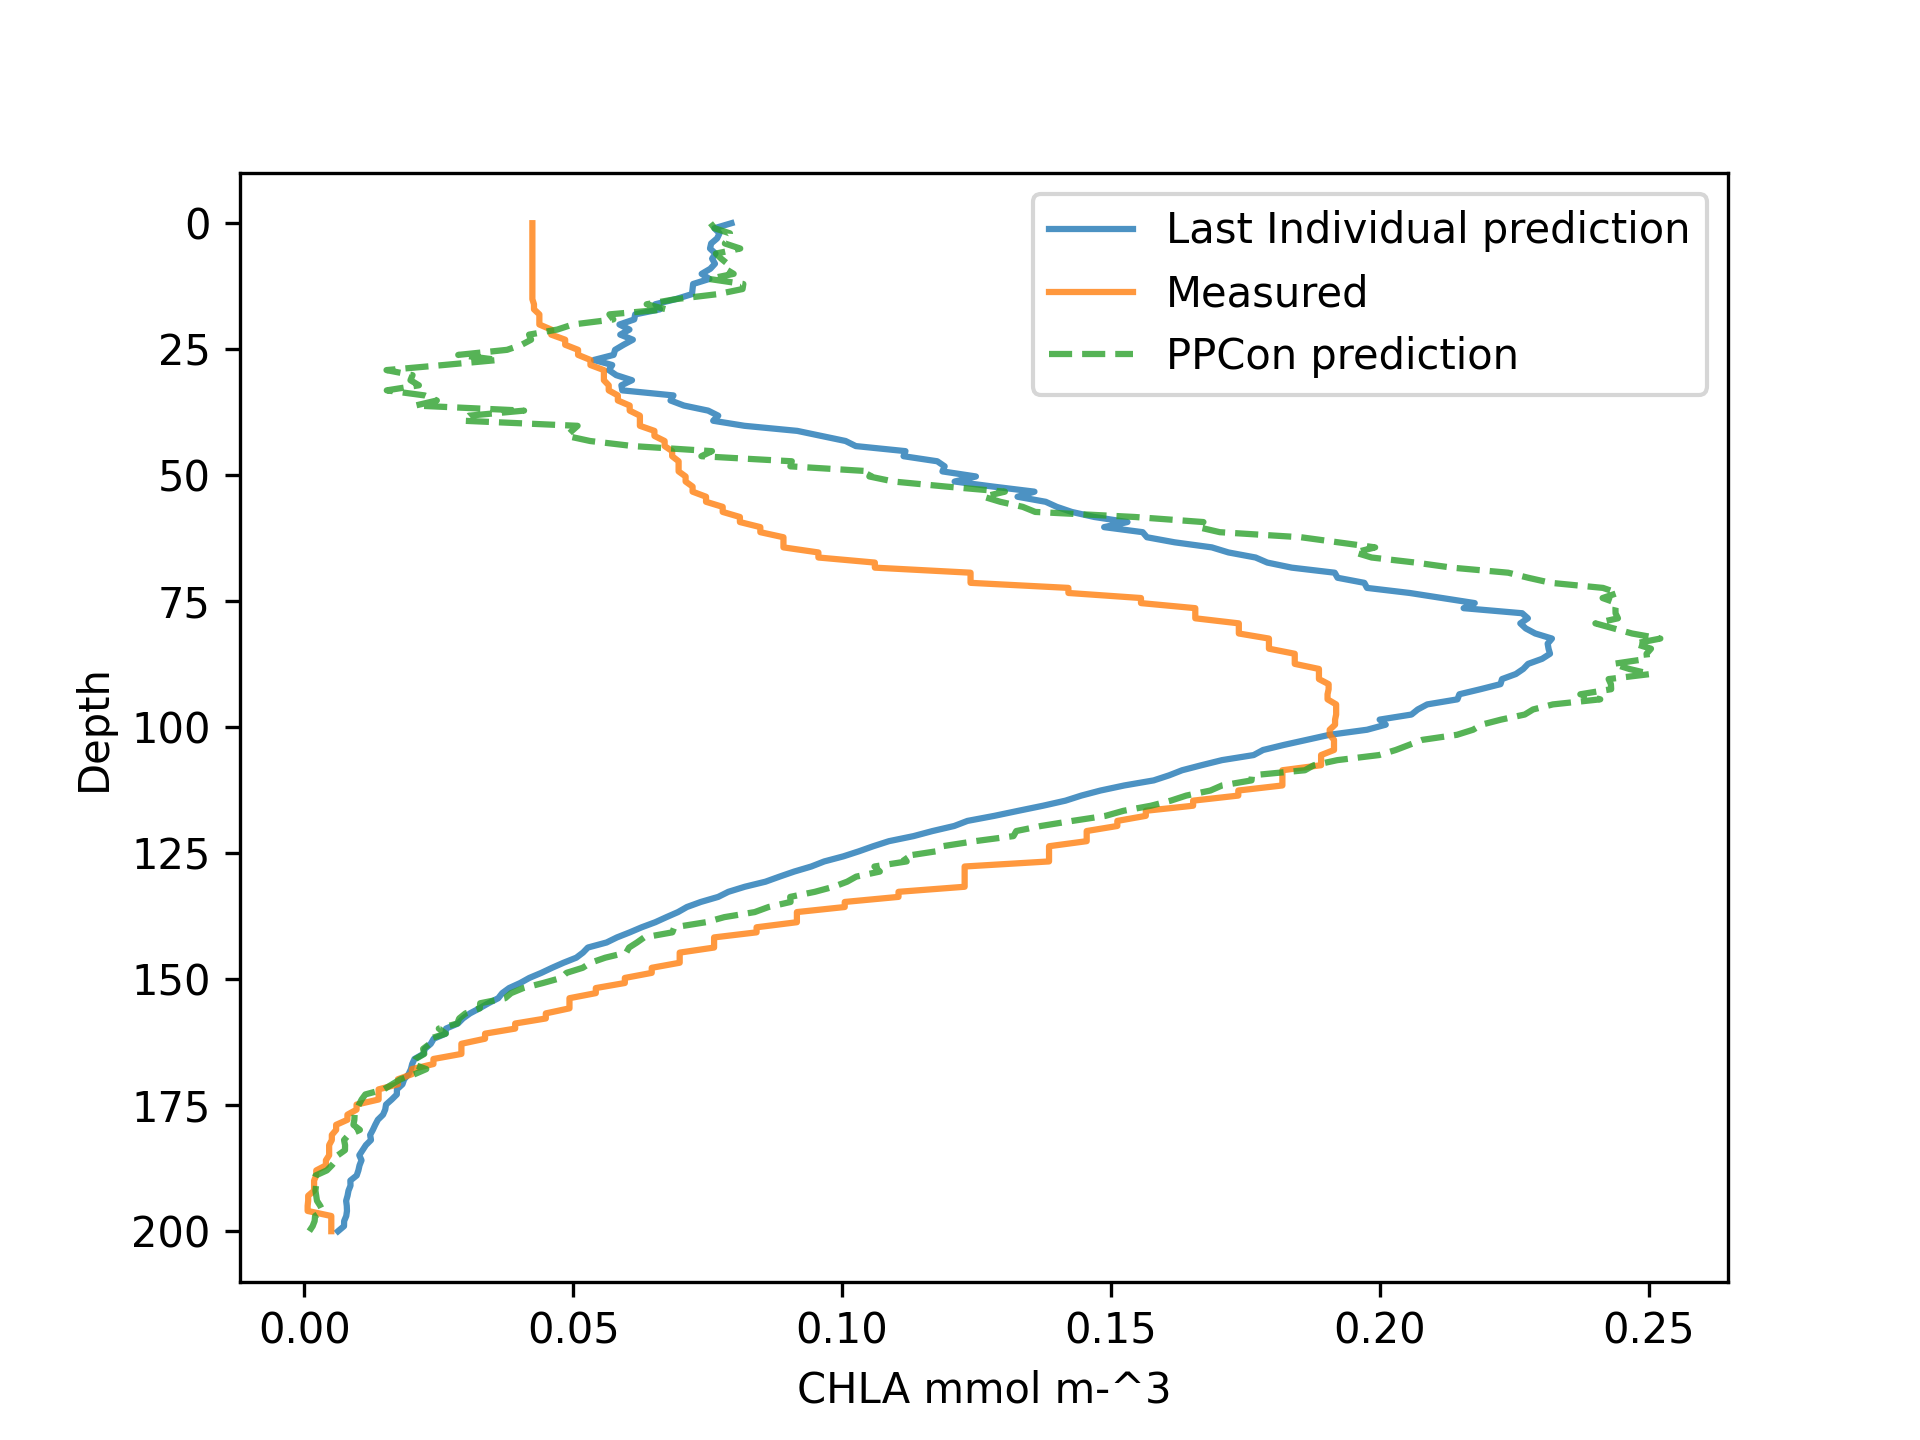 Last Individual prediction
Measured
PPCon prediction
0
25
50
75
100
125
150
175
200
Depth
0.00 0.05 0.10 0.15 0.20 0.25
CHLA mmol m-^3